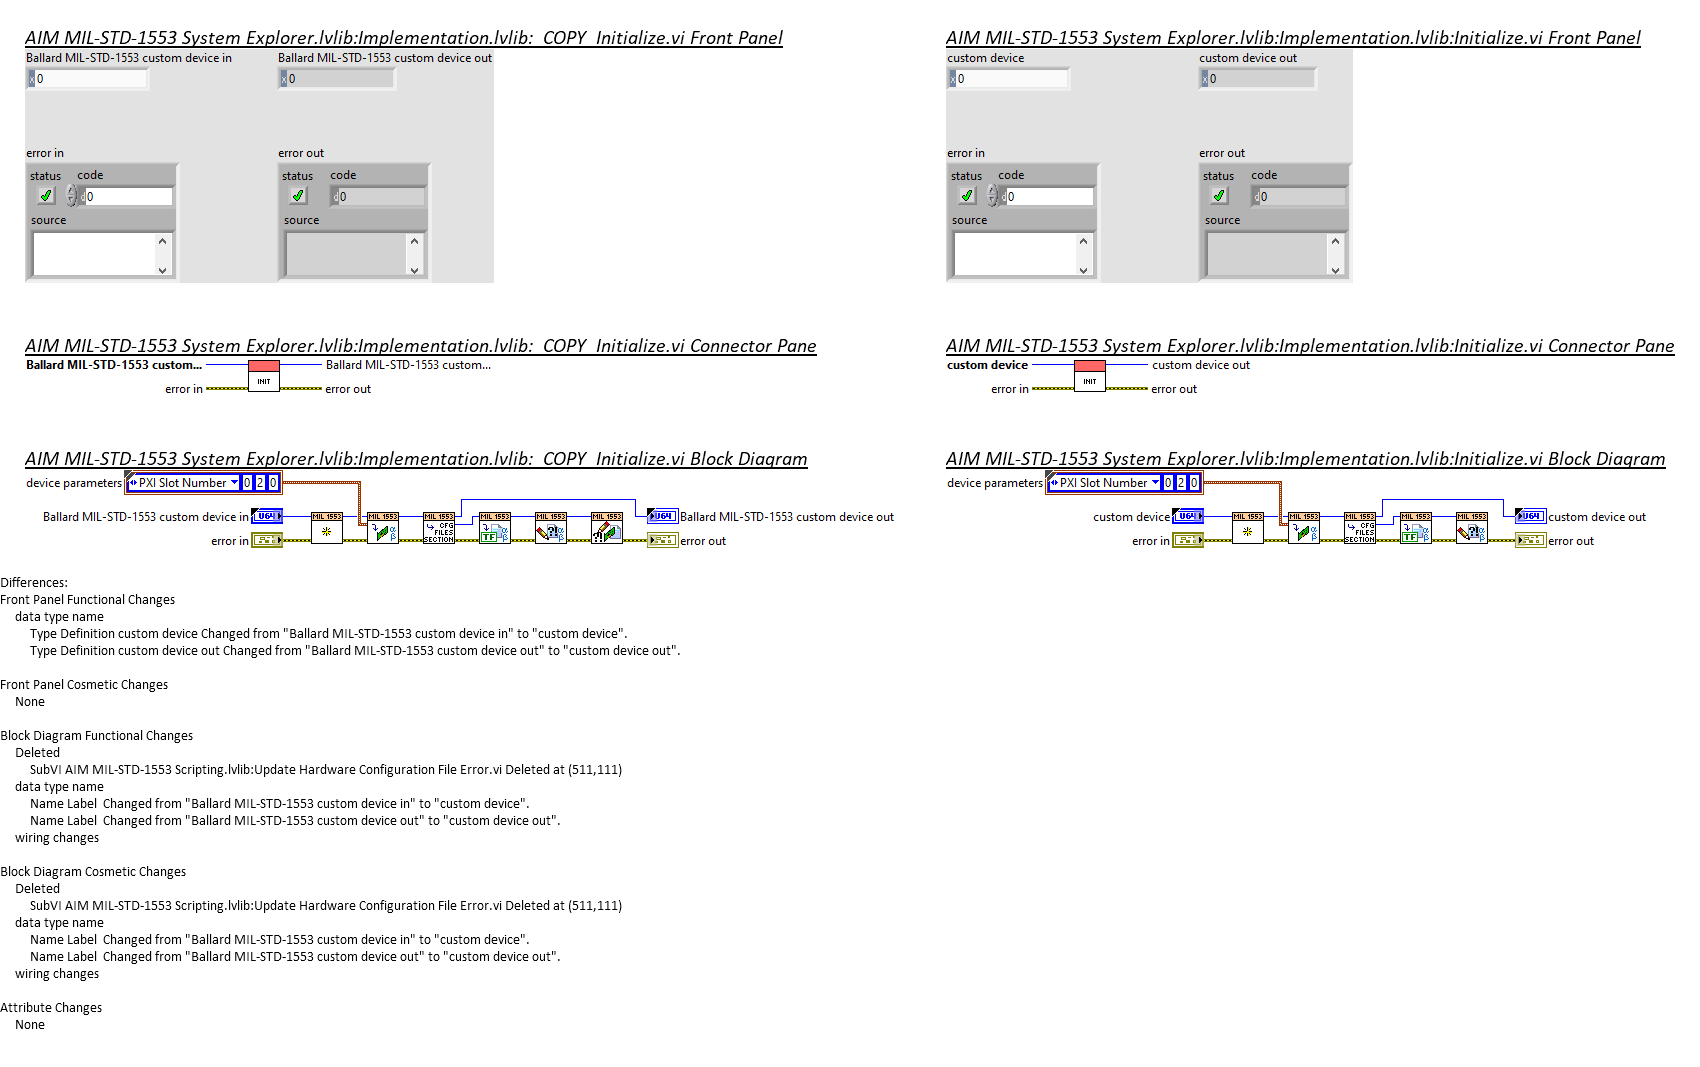 AIM MIL-STD-1553 System Explorer.lvlib:Implementation.lvlib:  COPY  Initialize.vi Front Panel
Ballard MIL-STD-1553 custom device in
Ballard MIL-STD-1553 custom device out
x 0
x 0
error in
error out
status
code
status
code
d 0
d 0
source
source
AIM MIL-STD-1553 System Explorer.lvlib:Implementation.lvlib:Initialize.vi Front Panel
custom device
custom device out
x 0
x 0
error in
error out
status
code
status
code
d 0
d 0
source
source
AIM MIL-STD-1553 System Explorer.lvlib:Implementation.lvlib:  COPY  Initialize.vi Connector Pane
Ballard MIL-STD-1553 custom...
Ballard MIL-STD-1553 custom...
INIT
error in
error out
AIM MIL-STD-1553 System Explorer.lvlib:Implementation.lvlib:Initialize.vi Connector Pane
custom device
custom device out
INIT
error in
error out
AIM MIL-STD-1553 System Explorer.lvlib:Implementation.lvlib:  COPY  Initialize.vi Block Diagram
device parameters
PXI Slot Number
0 2 0
Ballard MIL-STD-1553 custom device in
U64
MIL 1553
MIL 1553
α β
MIL 1553
CFG FILES SECTION
MIL 1553
TF α β
MIL 1553
?! α β
MIL 1553
?! α β
U64
Ballard MIL-STD-1553 custom device out
error in
error out
AIM MIL-STD-1553 System Explorer.lvlib:Implementation.lvlib:Initialize.vi Block Diagram
device parameters
PXI Slot Number
0 2 0
custom device
U64
MIL 1553
MIL 1553
α β
MIL 1553
CFG FILES SECTION
MIL 1553
TF α β
MIL 1553
?! α β
U64
custom device out
error in
error out
Differences:
Front Panel Functional Changes
data type name
Type Definition custom device Changed from "Ballard MIL-STD-1553 custom device in" to "custom device".
Type Definition custom device out Changed from "Ballard MIL-STD-1553 custom device out" to "custom device out".
Front Panel Cosmetic Changes
None
Block Diagram Functional Changes
Deleted
SubVI AIM MIL-STD-1553 Scripting.lvlib:Update Hardware Configuration File Error.vi Deleted at (511,111)
data type name
Name Label  Changed from "Ballard MIL-STD-1553 custom device in" to "custom device".
Name Label  Changed from "Ballard MIL-STD-1553 custom device out" to "custom device out".
wiring changes
Block Diagram Cosmetic Changes
Deleted
SubVI AIM MIL-STD-1553 Scripting.lvlib:Update Hardware Configuration File Error.vi Deleted at (511,111)
data type name
Name Label  Changed from "Ballard MIL-STD-1553 custom device in" to "custom device".
Name Label  Changed from "Ballard MIL-STD-1553 custom device out" to "custom device out".
wiring changes
Attribute Changes
None